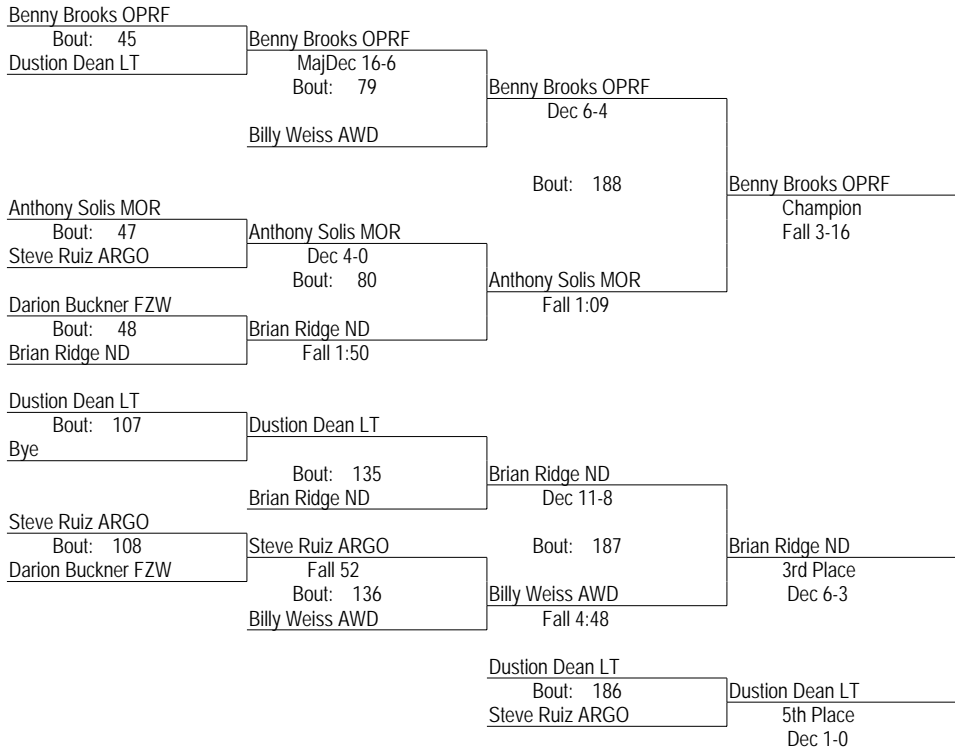 Benny Brooks OPRF
Bout: 45
Benny Brooks OPRF
Dustion Dean LT
MajDec 16-6
Bout: 79
Benny Brooks OPRF
Dec 6-4
Billy Weiss AWD
Bout: 188
Benny Brooks OPRF
Anthony Solis MOR
Champion
Bout: 47
Anthony Solis MOR
Fall 3-16
Steve Ruiz ARGO
Dec 4-0
Bout: 80
Anthony Solis MOR
Darion Buckner FZW
Fall 1:09
Bout: 48
Brian Ridge ND
Brian Ridge ND
Fall 1:50
Dustion Dean LT
Bout: 107
Dustion Dean LT
Bye
Bout: 135
Brian Ridge ND
Brian Ridge ND
Dec 11-8
Steve Ruiz ARGO
Bout: 108
Steve Ruiz ARGO
Bout: 187
Brian Ridge ND
Darion Buckner FZW
Fall 52
3rd Place
Bout: 136
Billy Weiss AWD
Dec 6-3
Billy Weiss AWD
Fall 4:48
Dustion Dean LT
Bout: 186
Dustion Dean LT
Steve Ruiz ARGO
5th Place
Dec 1-0